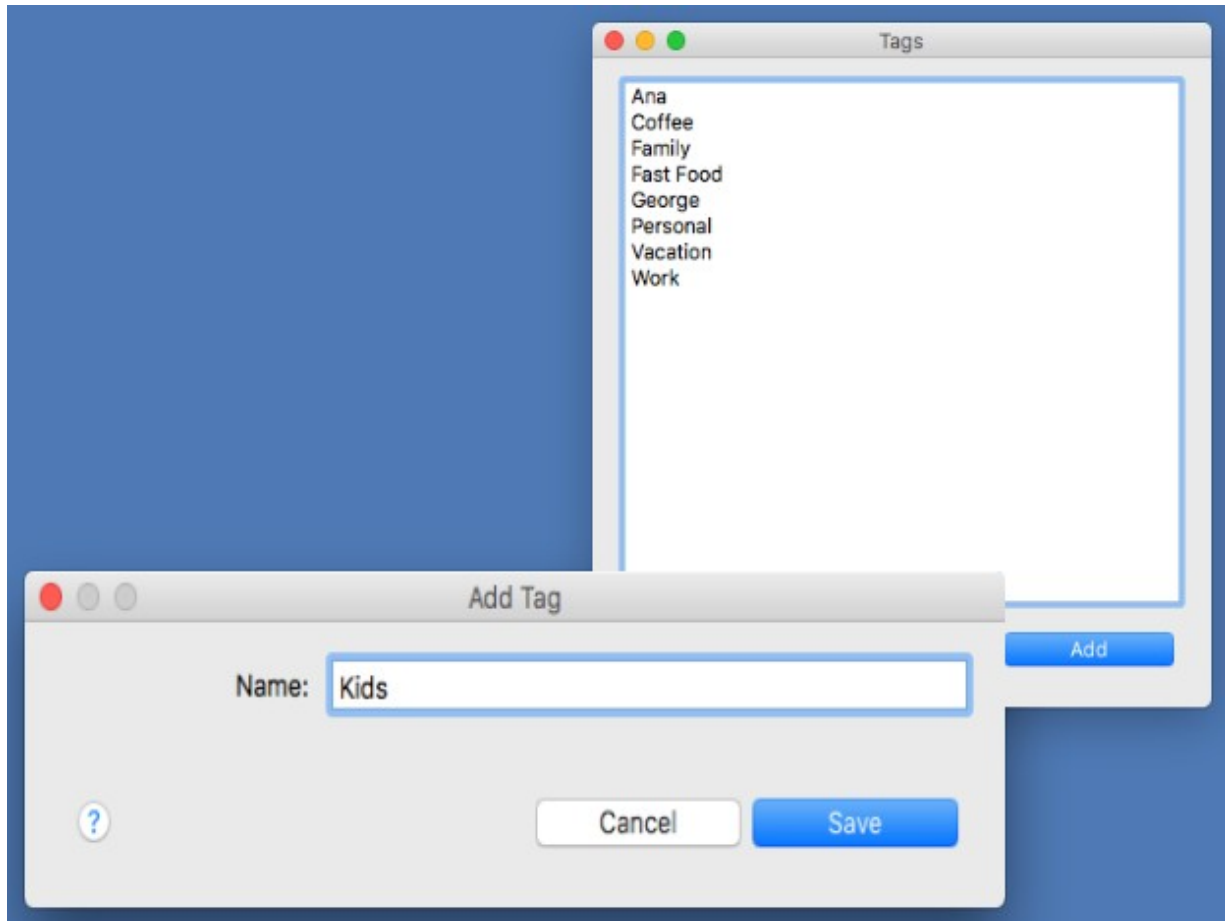 Tags
Ana
Coffee
Family
Fast Food
George
Personal
Vacation
Work
Add
Add Tag
Name: Kids
? Cancel Save